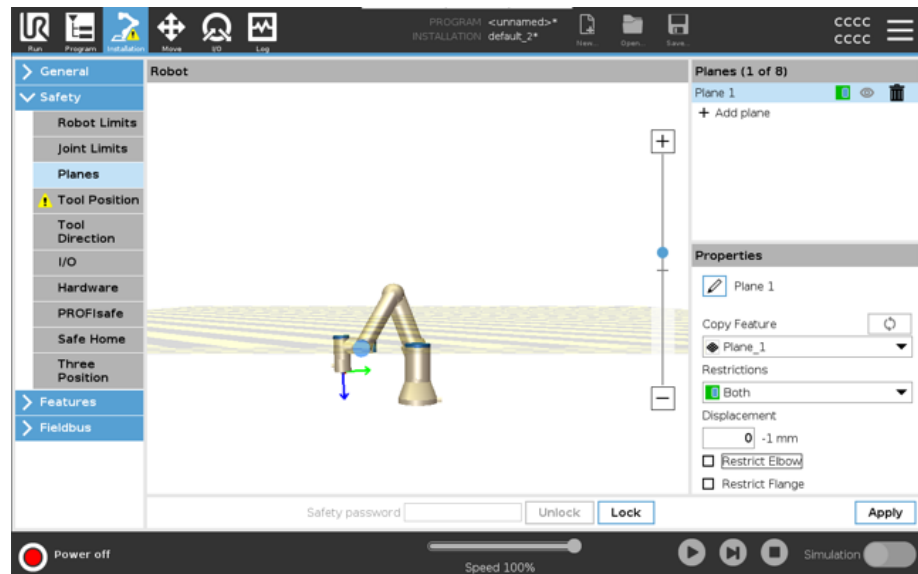 PROGRAM <unnamed>*
INSTALLATION default_2*
Run Program Installation Move I/O Log
New... Open... Save...
CCCC
CCCC
General
Safety
Robot Limits
Joint Limits
Planes
Tool Position
Tool
Direction
I/O
Hardware
PROFIsafe
Safe Home
Three
Position
Features
Fieldbus
Robot
Planes (1 of 8)
Plane 1
+ Add plane
Properties
Plane 1
Copy Feature
Plane_1
Restrictions
Both
Displacement
0 -1 mm
Restrict Elbow
Restrict Flange
Safety password Unlock Lock Apply
Power off
Speed 100%
Simulation